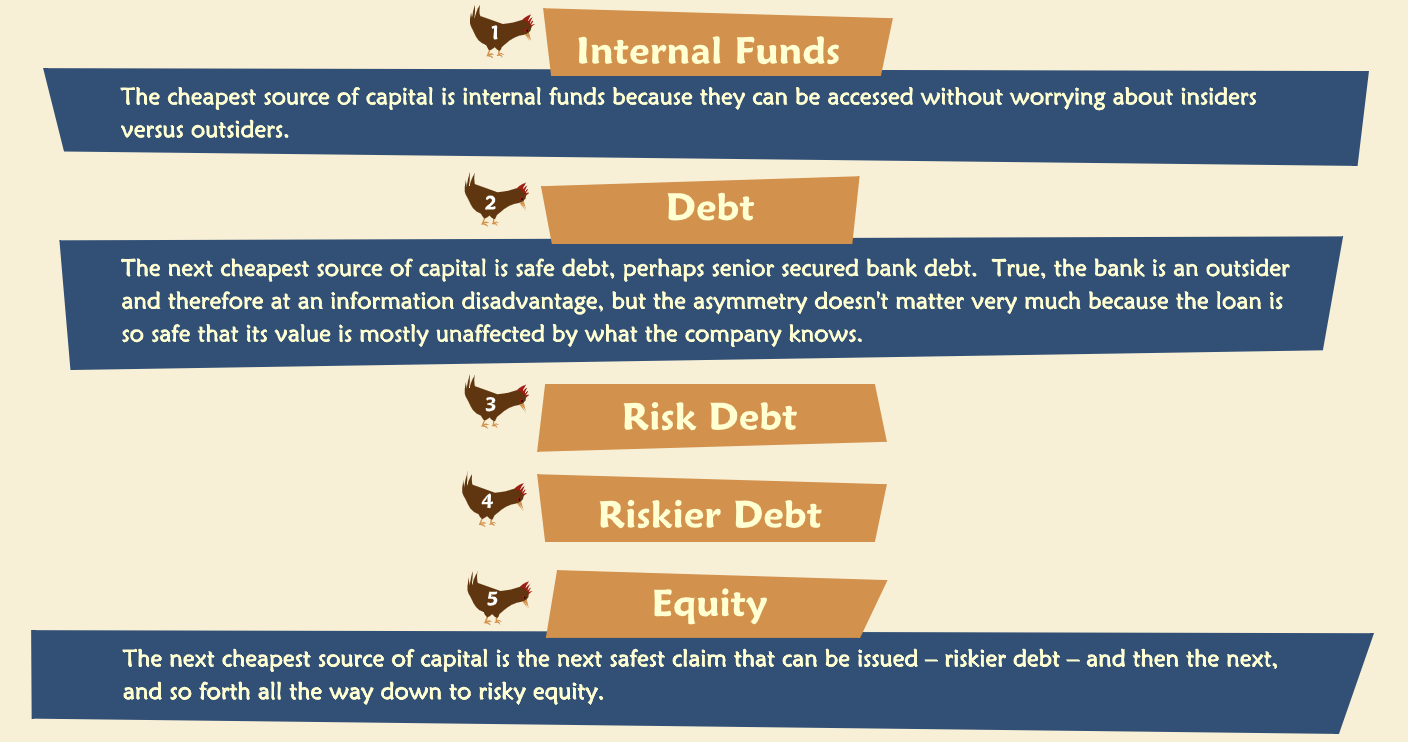 1
Internal Funds
The cheapest source of capital is internal funds because they can be accessed without worrying about insiders
versus outsiders.
2
Debt
The next cheapest source of capital is safe debt, perhaps senior secured bank debt.  True, the bank is an outsider
and therefore at an information disadvantage, but the asymmetry doesn't matter very much because the loan is
so safe that its value is mostly unaffected by what the company knows.
3
Risk Debt
4
Riskier Debt
5
Equity
The next cheapest source of capital is the next safest claim that can be issued – riskier debt – and then the next,
and so forth all the way down to risky equity.